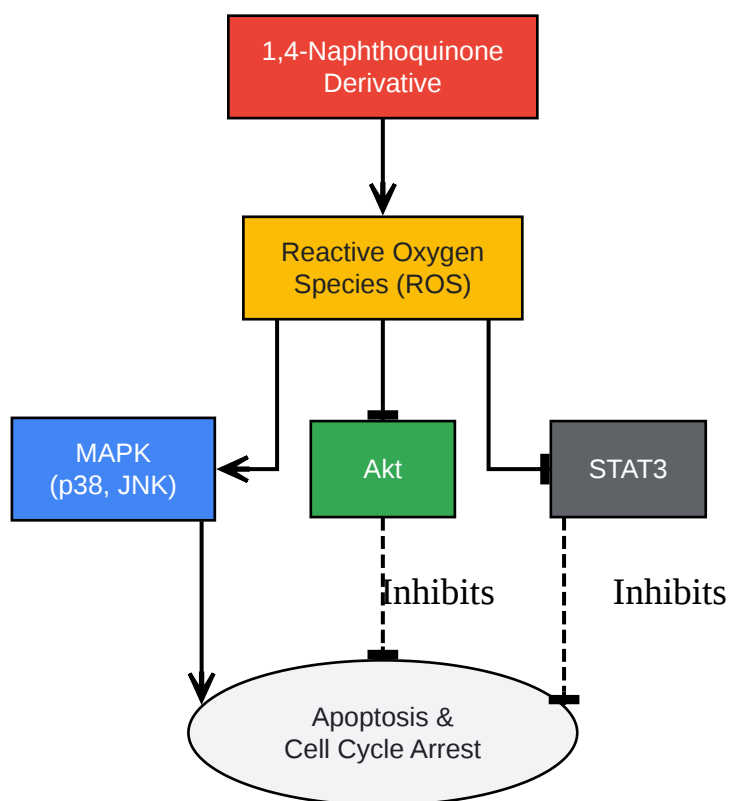 1,4-Naphthoquinone
Derivative
Reactive Oxygen
Species (ROS)
MAPK
(p38, JNK)
Akt
STAT3
Inhibits
Inhibits
Apoptosis &
Cell Cycle Arrest